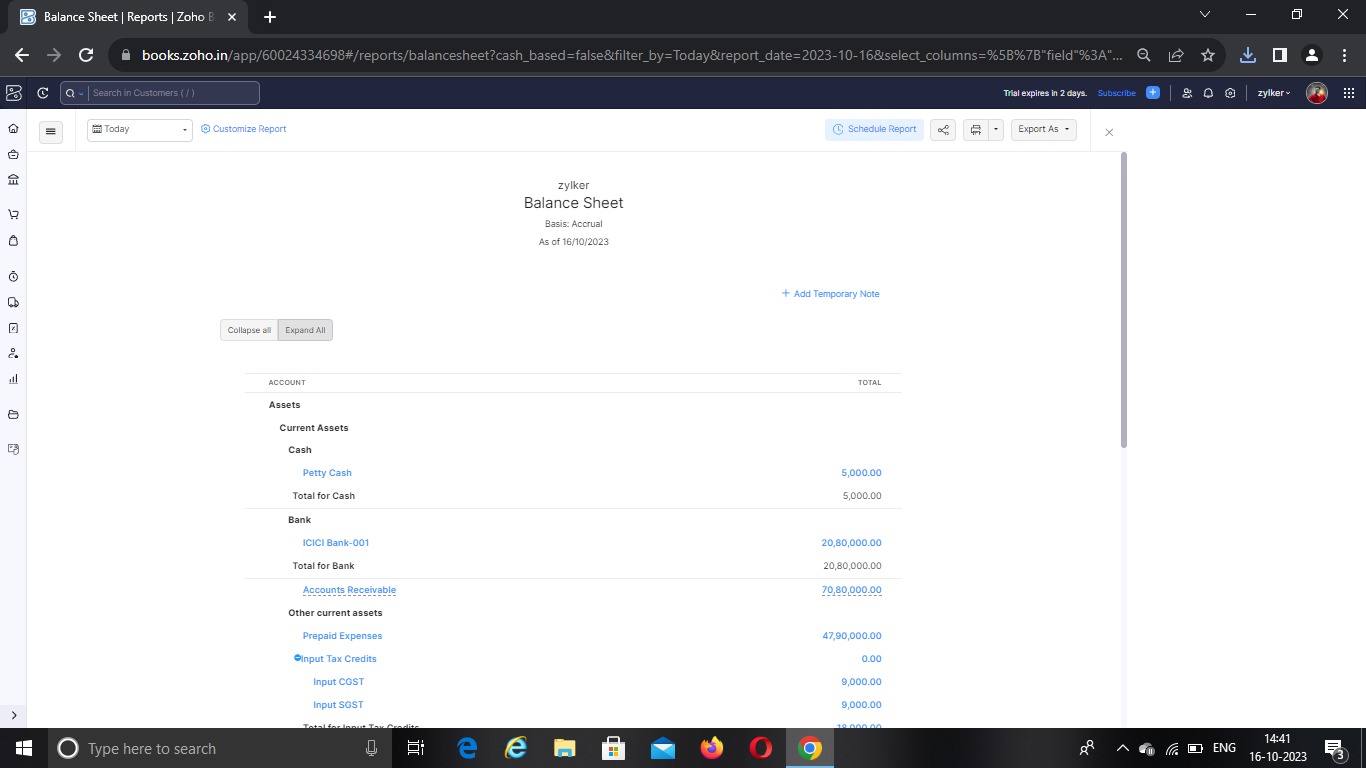 Balance Sheet | Reports | Zoho B
books.zoho.in/app/60024334698#/reports/balancesheet?cash_based=false&filter_by=Today&report_date=2023-10-16&select_columns=%5B%7B"field"%3A"...
Search in Customers ( / )
Trial expires in 2 days. Subscribe
zylker
Today
Customize Report
Schedule Report
Export As
zylker
Balance Sheet
Basis: Accrual
As of 16/10/2023
+ Add Temporary Note
Collapse all Expand All
ACCOUNT TOTAL
Assets
Current Assets
Cash
Petty Cash 5,000.00
Total for Cash 5,000.00
Bank
ICICI Bank-001 20,80,000.00
Total for Bank 20,80,000.00
Accounts Receivable 70,80,000.00
Other current assets
Prepaid Expenses 47,90,000.00
Input Tax Credits 0.00
Input CGST 9,000.00
Input SGST 9,000.00
Total for Input Tax Credits 18,000.00
Type here to search
ENG
14:41
16-10-2023
3